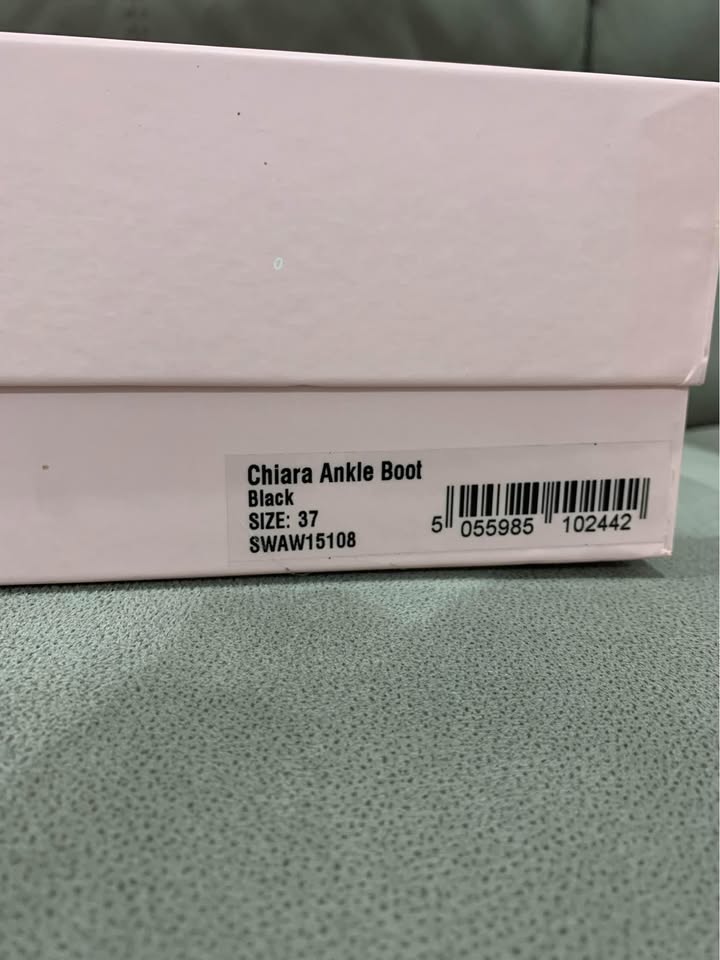 Chiara Ankle Boot
Black
SIZE: 37
SWAW15108
5 055985 102442